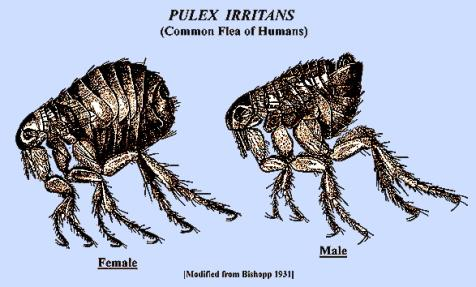 PULEX IRRITANS
(Common Flea of Humans)
Female
Male
[Modified from Bishopp 1931]